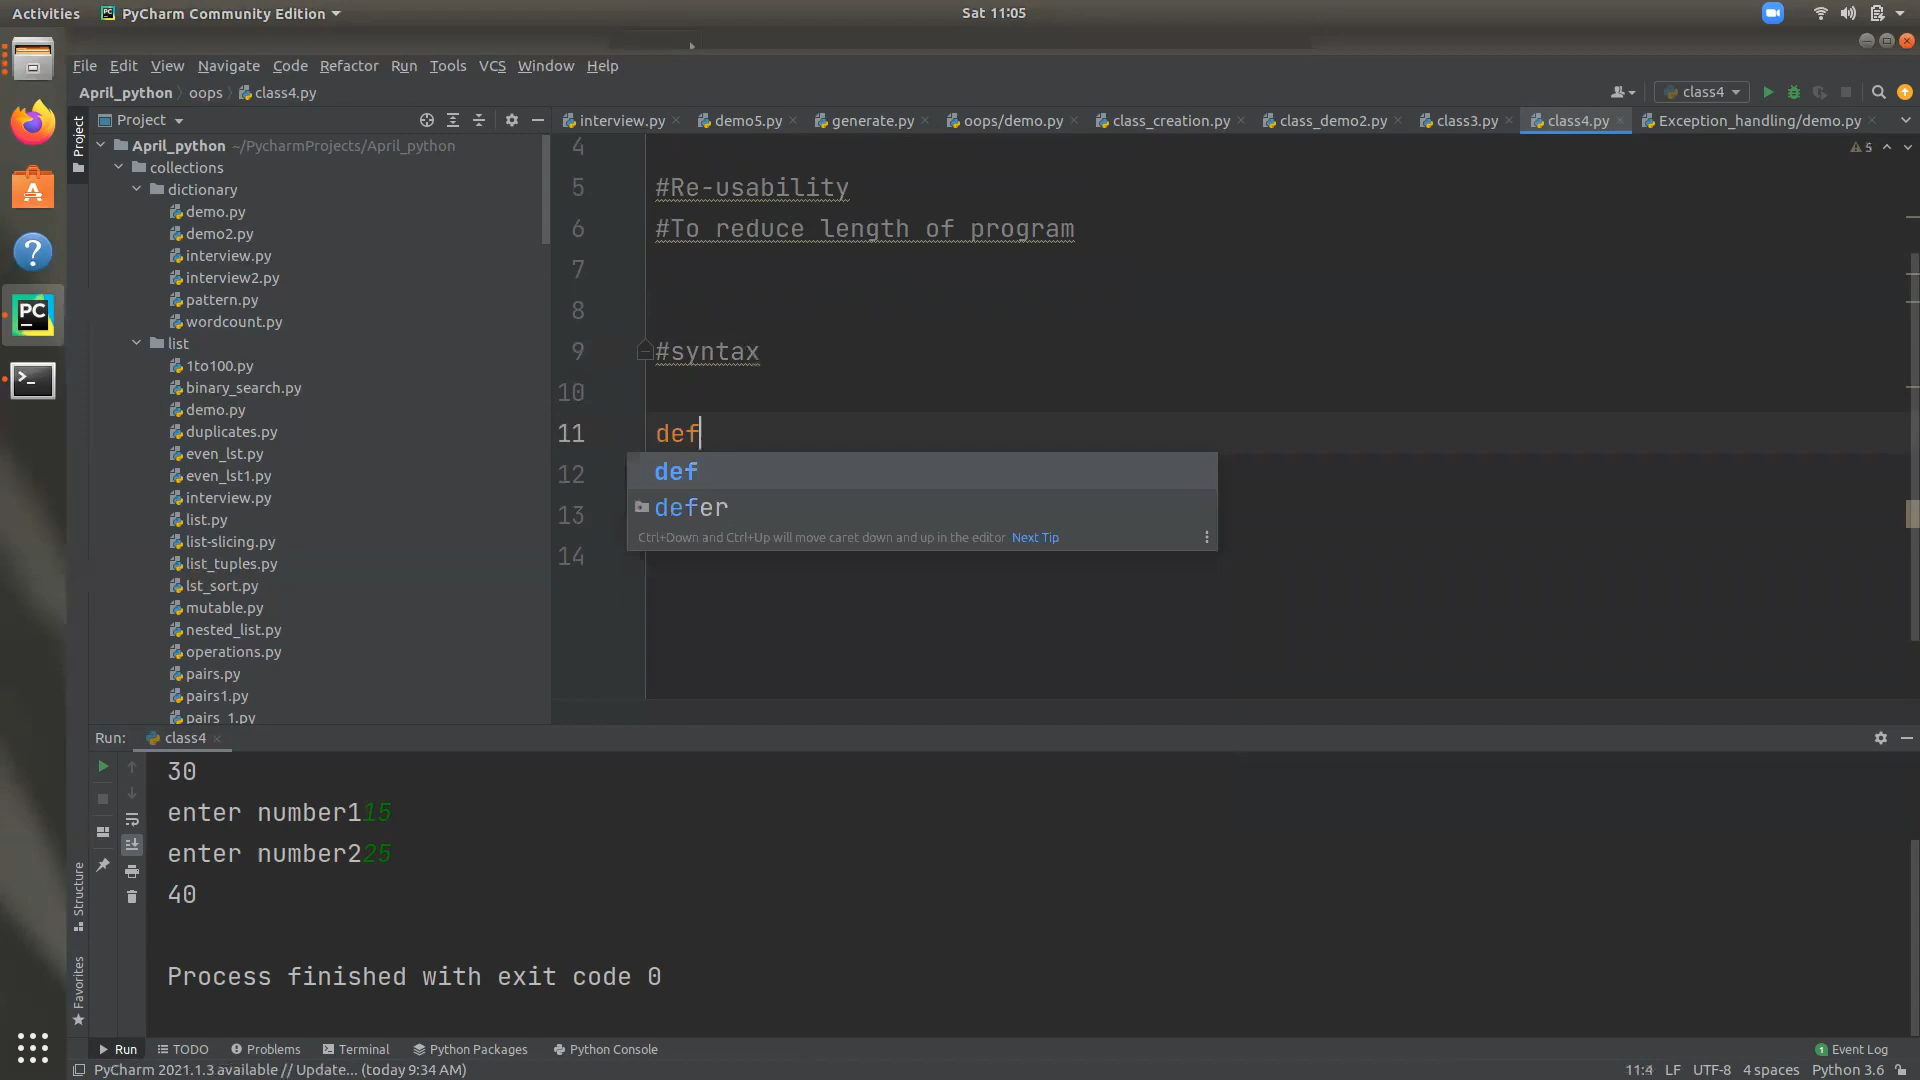 Activities PyCharm Community Edition Sat 11:05
File Edit View Navigate Code Refactor Run Tools VCS Window Help
April_python oops class4.py class4
Project interview.py demo5.py generate.py oops/demo.py class_creation.py class_demo2.py class3.py class4.py Exception_handling/demo.py
April_python ~/PycharmProjects/April_python
collections
dictionary
demo.py
demo2.py
interview.py
interview2.py
pattern.py
wordcount.py
list
1to100.py
binary_search.py
demo.py
duplicates.py
even_lst.py
even_lst1.py
interview.py
list.py
list-slicing.py
list_tuples.py
lst_sort.py
mutable.py
nested_list.py
operations.py
pairs.py
pairs1.py
pairs_1.py
Project
4
5 #Re-usability
6 #To reduce length of program
7
8
9 #syntax
10
11 def
12
13
14
def
defer
Ctrl+Down and Ctrl+Up will move caret down and up in the editor Next Tip
5
Run: class4
30
enter number115
enter number225
40
Process finished with exit code 0
Structure
Favorites
Run TODO Problems Terminal Python Packages Python Console 1 Event Log
PyCharm 2021.1.3 available // Update... (today 9:34 AM) 11:4 LF UTF-8 4 spaces Python 3.6